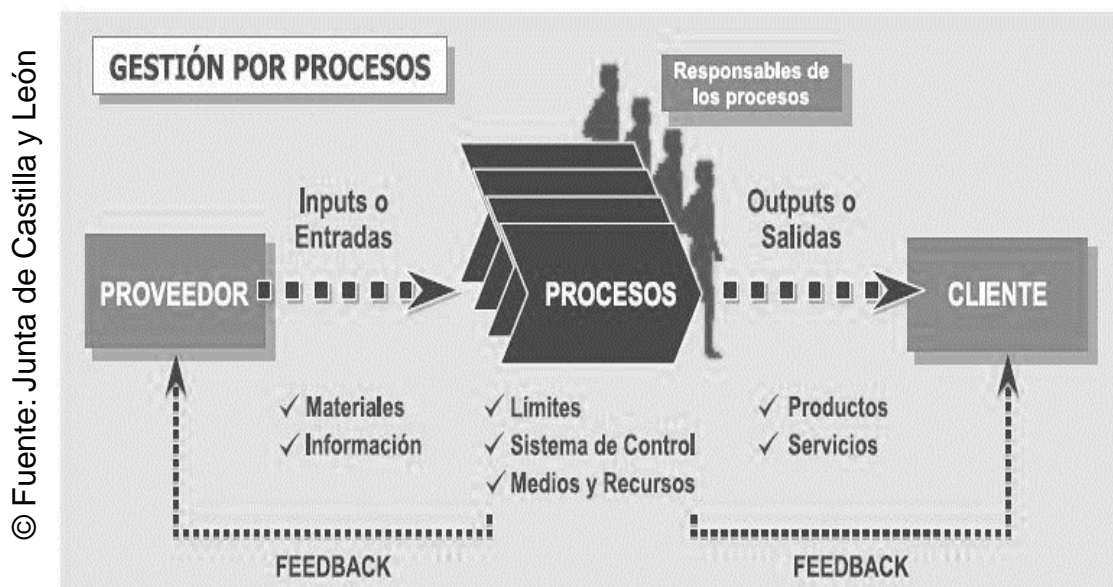 © Fuente: Junta de Castilla y León
GESTIÓN POR PROCESOS
Responsables de
los procesos
Inputs o
Entradas
Outputs o
Salidas
PROVEEDOR
PROCESOS
CLIENTE
✓ Materiales
✓ Información
✓ Límites
✓ Sistema de Control
✓ Medios y Recursos
✓ Productos
✓ Servicios
FEEDBACK
FEEDBACK